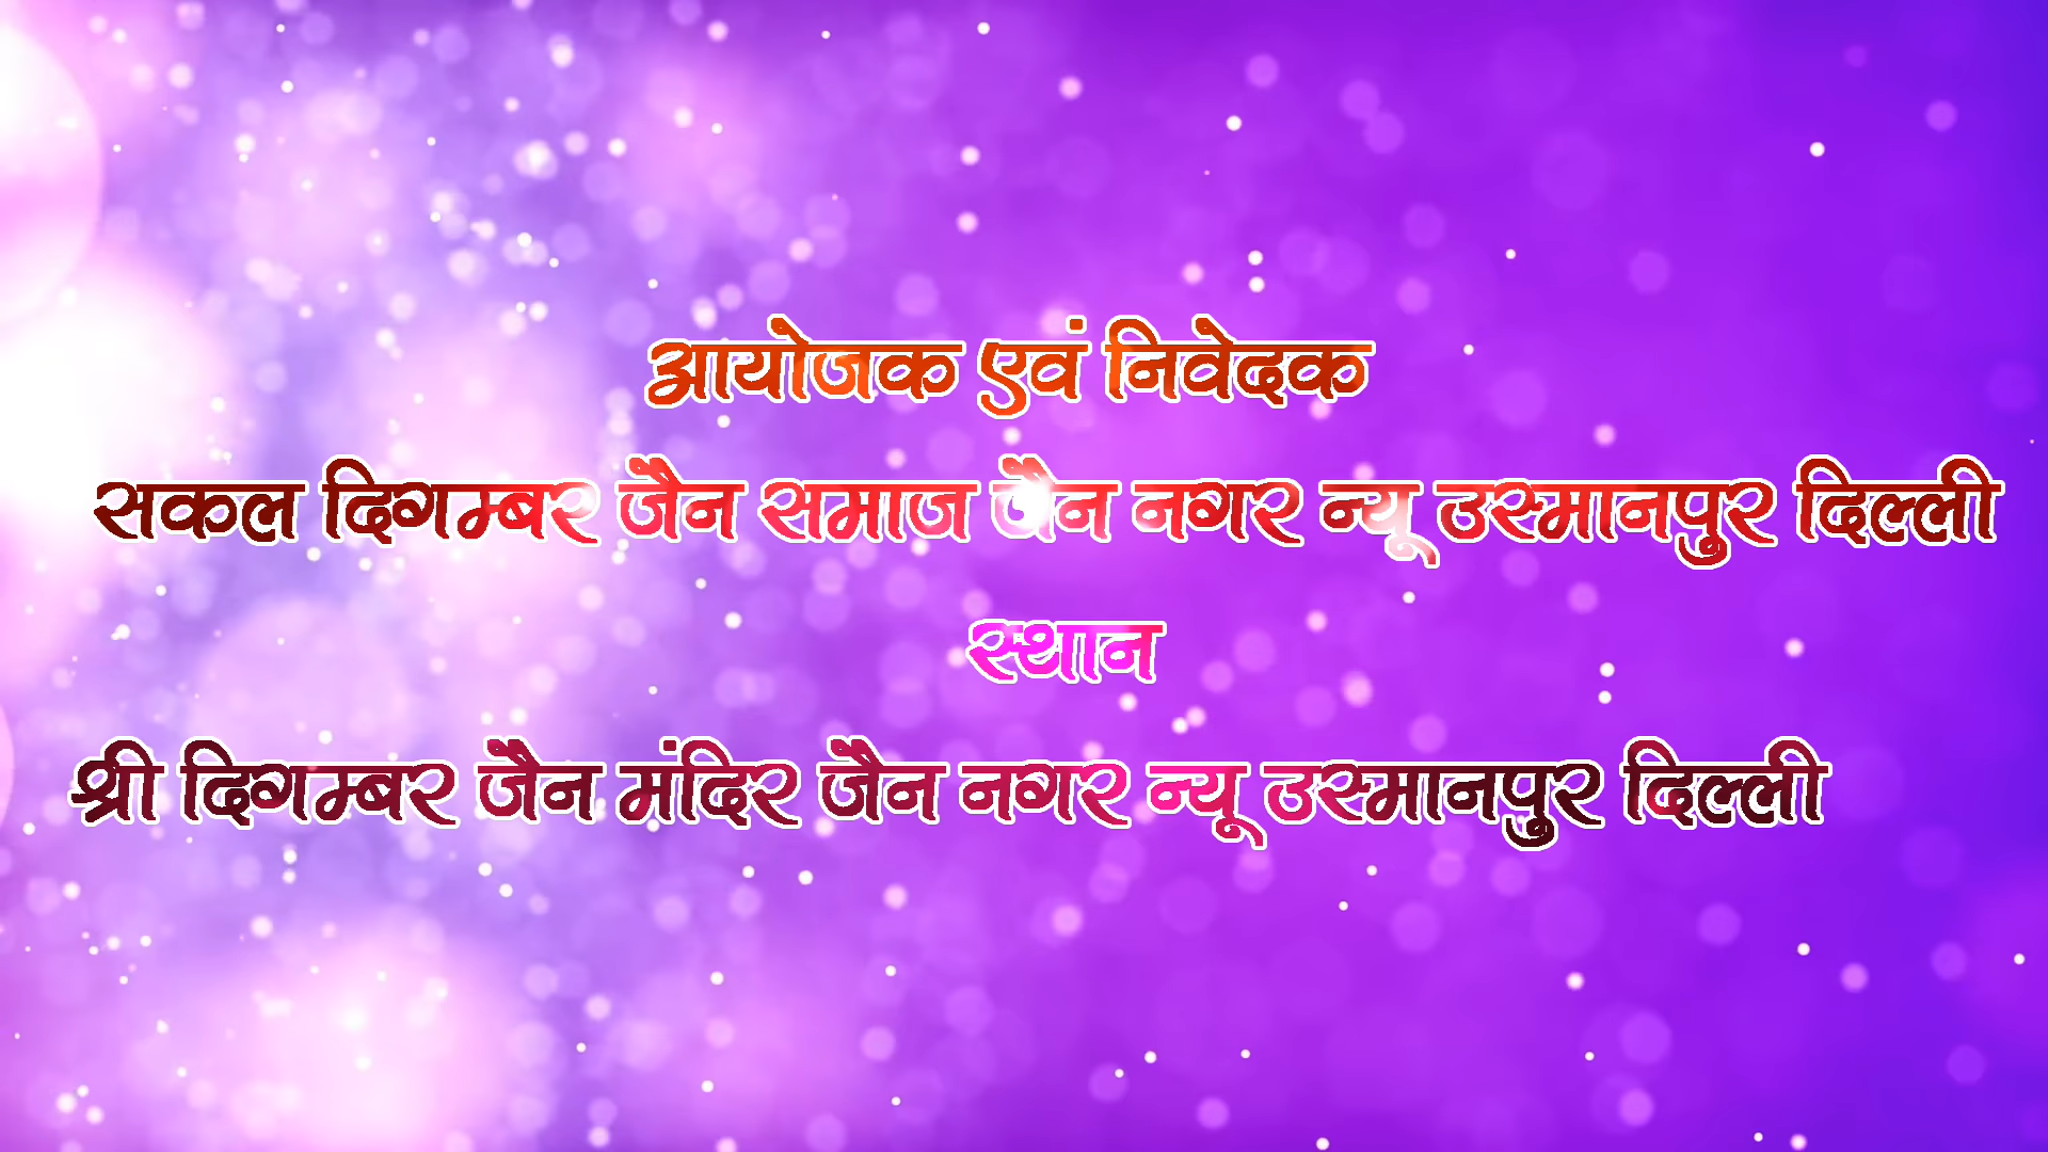 आयोजक एवं निवेदक
सकल दिगम्बर जैन समाज जैन नगर न्यू उस्मानपुर दिल्ली
स्थान
श्री दिगम्बर जैन मंदिर जैन नगर न्यू उस्मानपुर दिल्ली